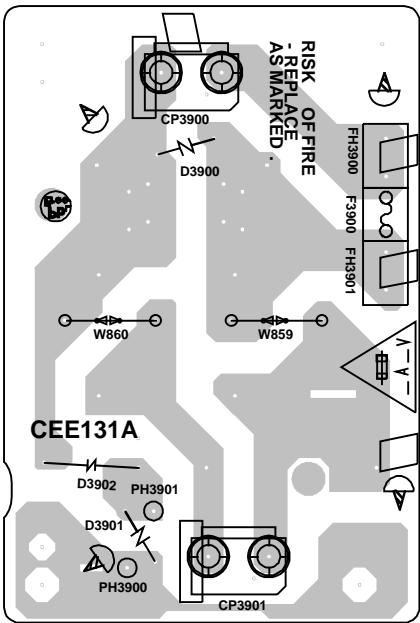 CP3900
RISK OF FIRE
- REPLACE
AS MARKED .
D3900
FH3900
F3900
FH3901
W860
W859
A V
CEE131A
D3902
PH3901
D3901
PH3900
CP3901